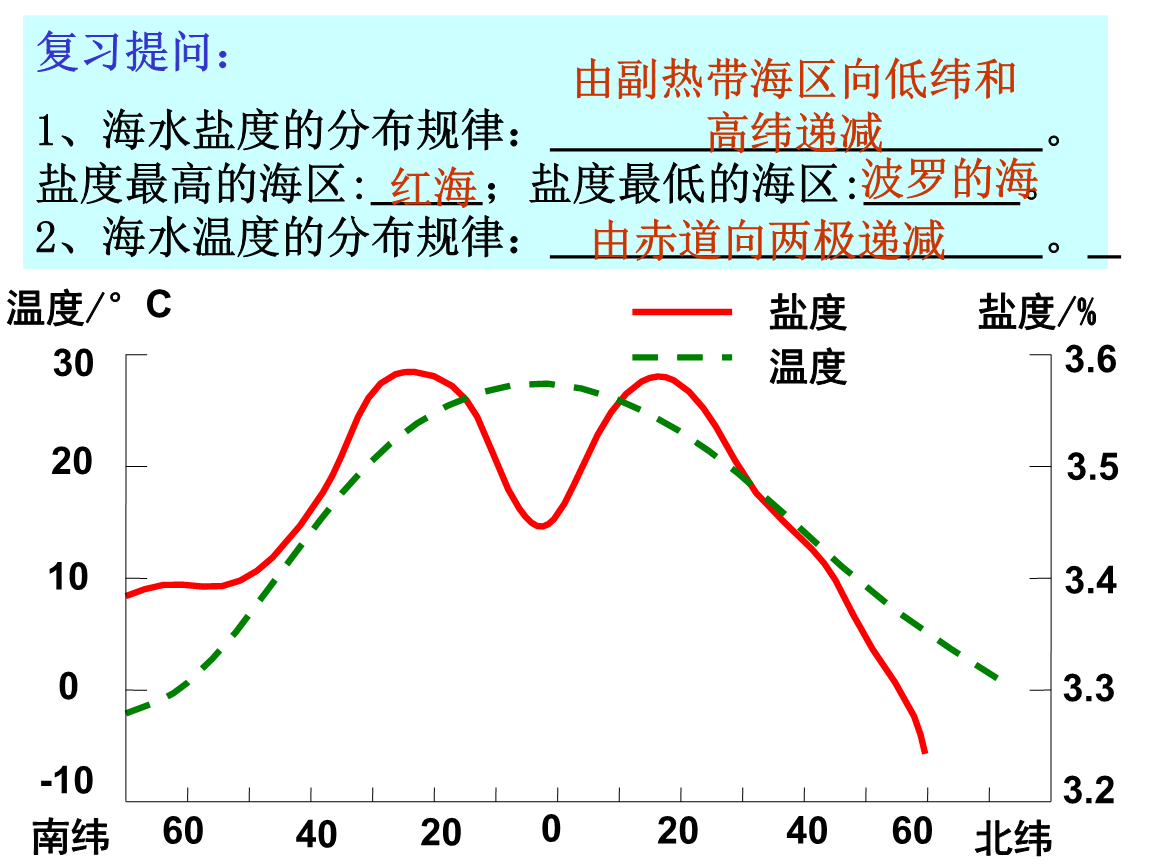 复习提问：
由副热带海区向低纬和
1、海水盐度的分布规律：高纬递减。
盐度最高的海区:红海；盐度最低的海区:波罗的海。
2、海水温度的分布规律：由赤道向两极递减。
温度/°C
盐度
盐度/%
温度
30
3.6
20
3.5
10
3.4
0
3.3
-10
3.2
南纬 60 40 20 0 20 40 60 北纬